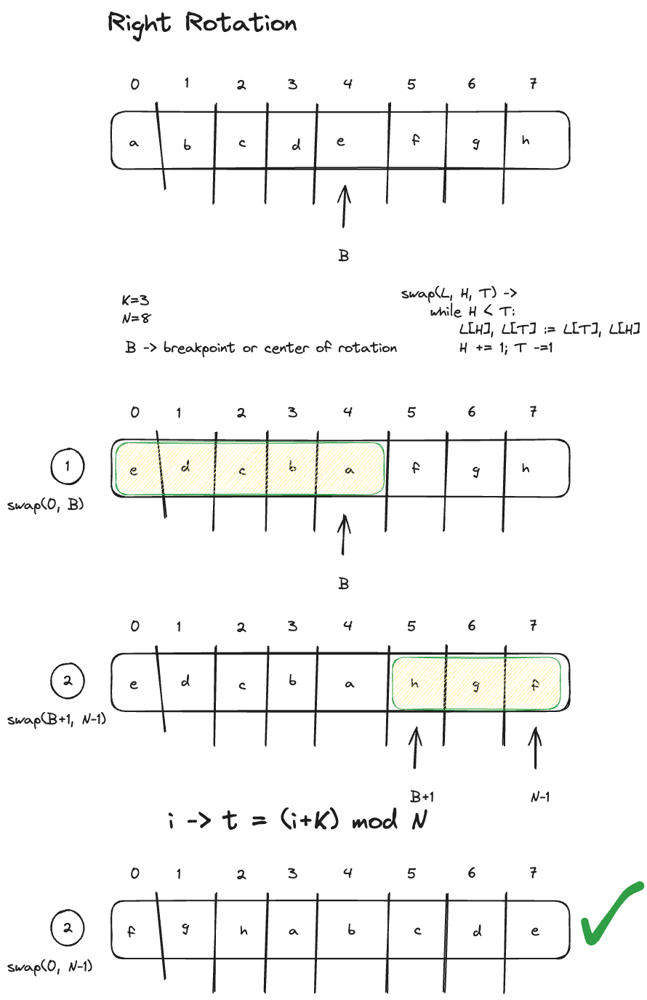 Right Rotation
0 1 2 3 4 5 6 7
a b c d e f g h
B
K=3
N=8
B -> breakpoint or center of rotation
swap(L, H, T) ->
while H < T:
L[H], L[T] := L[T], L[H]
H += 1; T -=1
0 1 2 3 4 5 6 7
1
e d c b a f g h
swap(0, B)
B
0 1 2 3 4 5 6 7
2
e d c b a h g f
swap(B+1, N-1)
B+1 N-1
i -> t = (i+K) mod N
0 1 2 3 4 5 6 7
2
f g h a b c d e
swap(0, N-1)